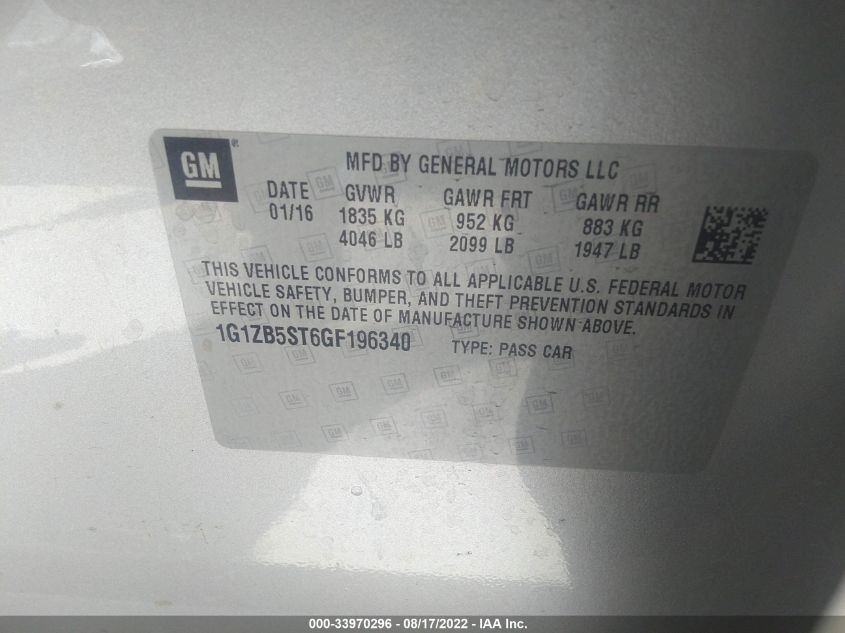 GM
MFD BY GENERAL MOTORS LLC
DATE GVWR GAWR FRT GAWR RR
01/16 1835 KG 952 KG 883 KG
4046 LB 2099 LB 1947 LB
THIS VEHICLE CONFORMS TO ALL APPLICABLE U.S. FEDERAL MOTOR
VEHICLE SAFETY, BUMPER, AND THEFT PREVENTION STANDARDS IN
EFFECT ON THE DATE OF MANUFACTURE SHOWN ABOVE.
1G1ZB5ST6GF196340 TYPE: PASS CAR
000-33970296 - 08/17/2022 - IAA Inc.